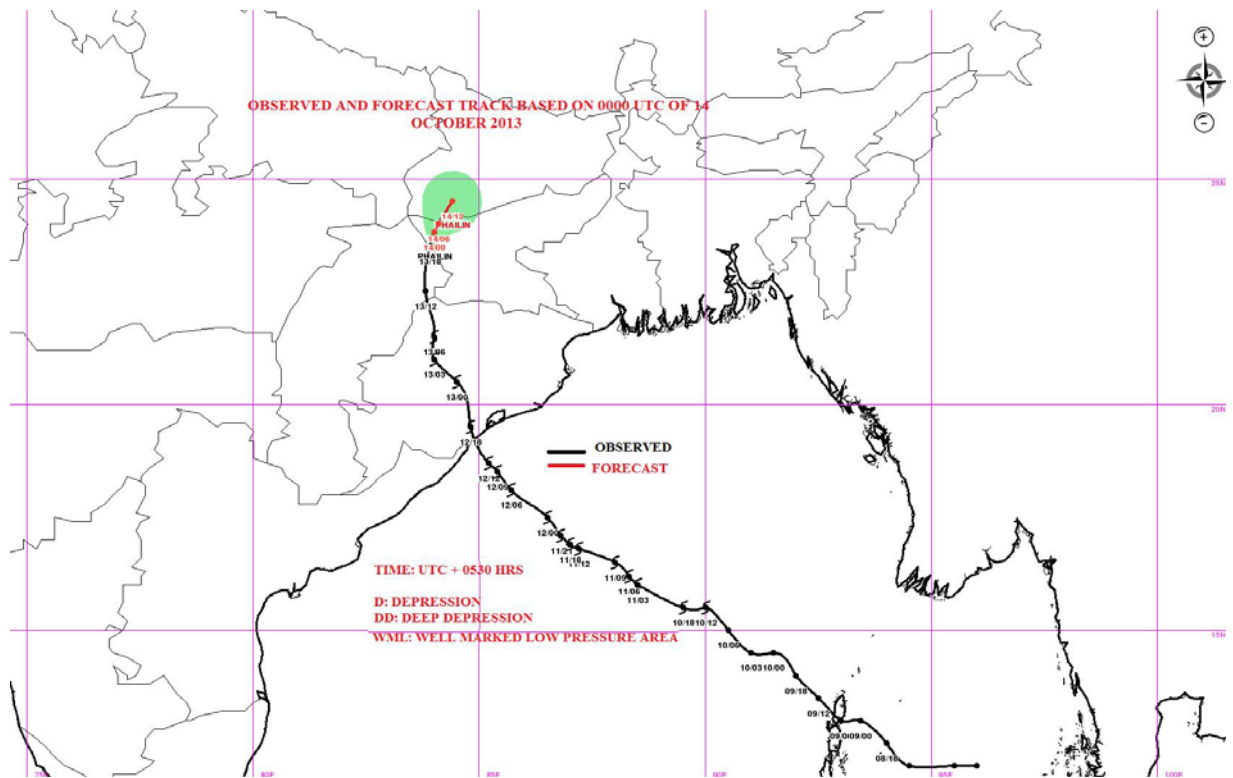 OBSERVED AND FORECAST TRACK BASED ON 0000 UTC OF 14
OCTOBER 2013
25N
14/12
PHAILIN
14/06
14/00
PHAILIN
13/18
13/12
13/06
13/03
13/00
20N
12/18
OBSERVED
FORECAST
12/12
12/09
12/06
12/00
11/21
11/18
11/12
11/09
11/06
11/03
TIME: UTC + 0530 HRS
D: DEPRESSION
DD: DEEP DEPRESSION
WML: WELL MARKED LOW PRESSURE AREA
10/18 10/12
15N
10/06
10/03 10/00
09/18
09/12
09/00
08/18
80E 85E 90E 95E 100E